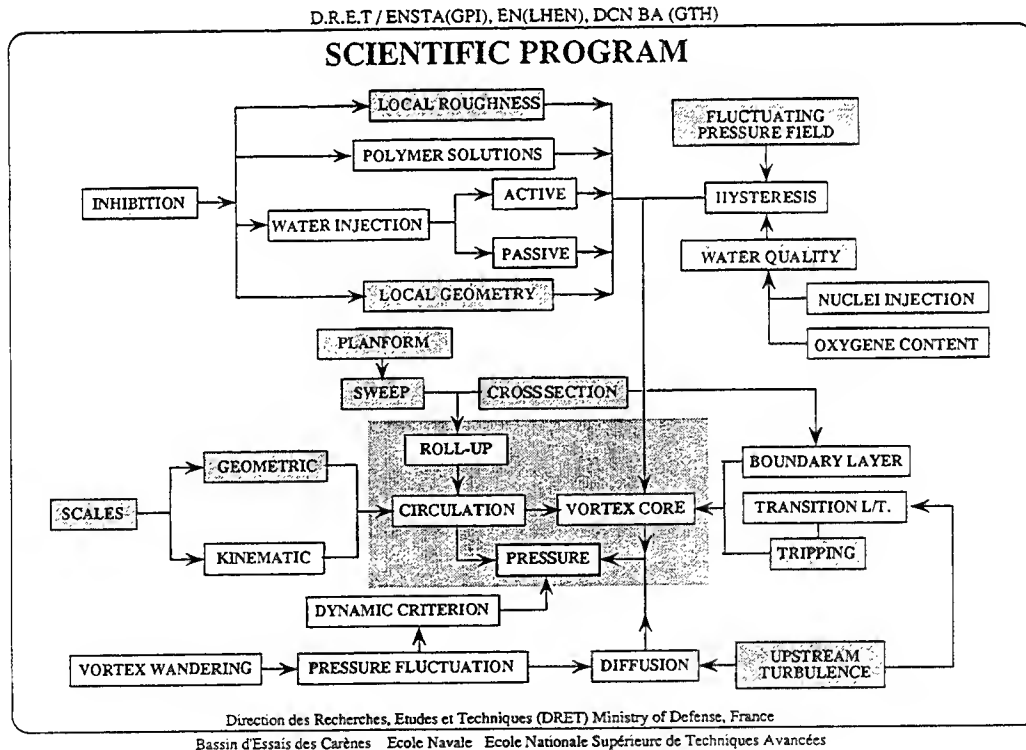 D.R.E.T / ENSTA(GPI), EN(LHEN), DCN BA (GTH)
SCIENTIFIC PROGRAM
LOCAL ROUGHNESS
FLUCTUATING
PRESSURE FIELD
POLYMER SOLUTIONS
INHIBITION
ACTIVE
HYSTERESIS
WATER INJECTION
PASSIVE
WATER QUALITY
LOCAL GEOMETRY
NUCLEI INJECTION
OXYGENE CONTENT
PLANFORM
SWEEP
CROSS SECTION
ROLL-UP
GEOMETRIC
BOUNDARY LAYER
SCALES
CIRCULATION
VORTEX CORE
TRANSITION L/T.
KINEMATIC
PRESSURE
TRIPPING
DYNAMIC CRITERION
VORTEX WANDERING
PRESSURE FLUCTUATION
DIFFUSION
UPSTREAM
TURBULENCE
Direction des Recherches, Etudes et Techniques (DRET) Ministry of Defense, France
Bassin d'Essais des Carènes Ecole Navale Ecole Nationale Supérieure de Techniques Avancées